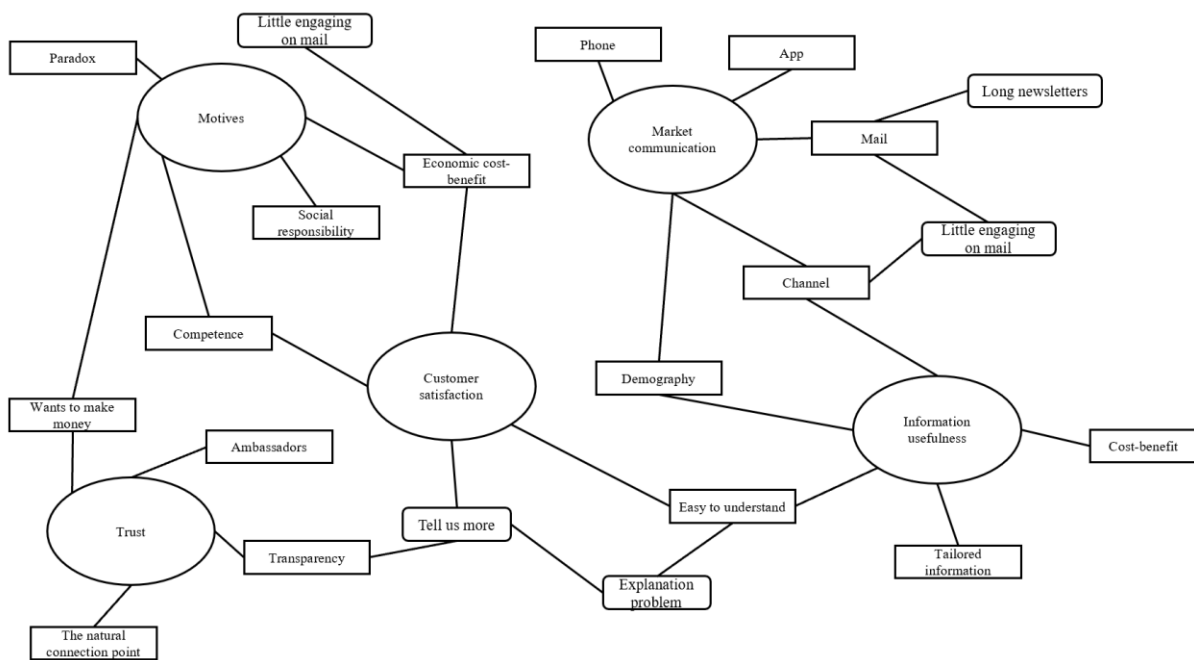 Little engaging
on mail
Phone
App
Paradox
Long newsletters
Motives
Market
communication
Mail
Economic cost-
benefit
Social
responsibility
Little engaging
on mail
Channel
Competence
Customer
satisfaction
Demography
Wants to make
money
Ambassadors
Information
usefulness
Cost-benefit
Easy to understand
Tell us more
Trust
Transparency
Tailored
information
Explanation
problem
The natural
connection point